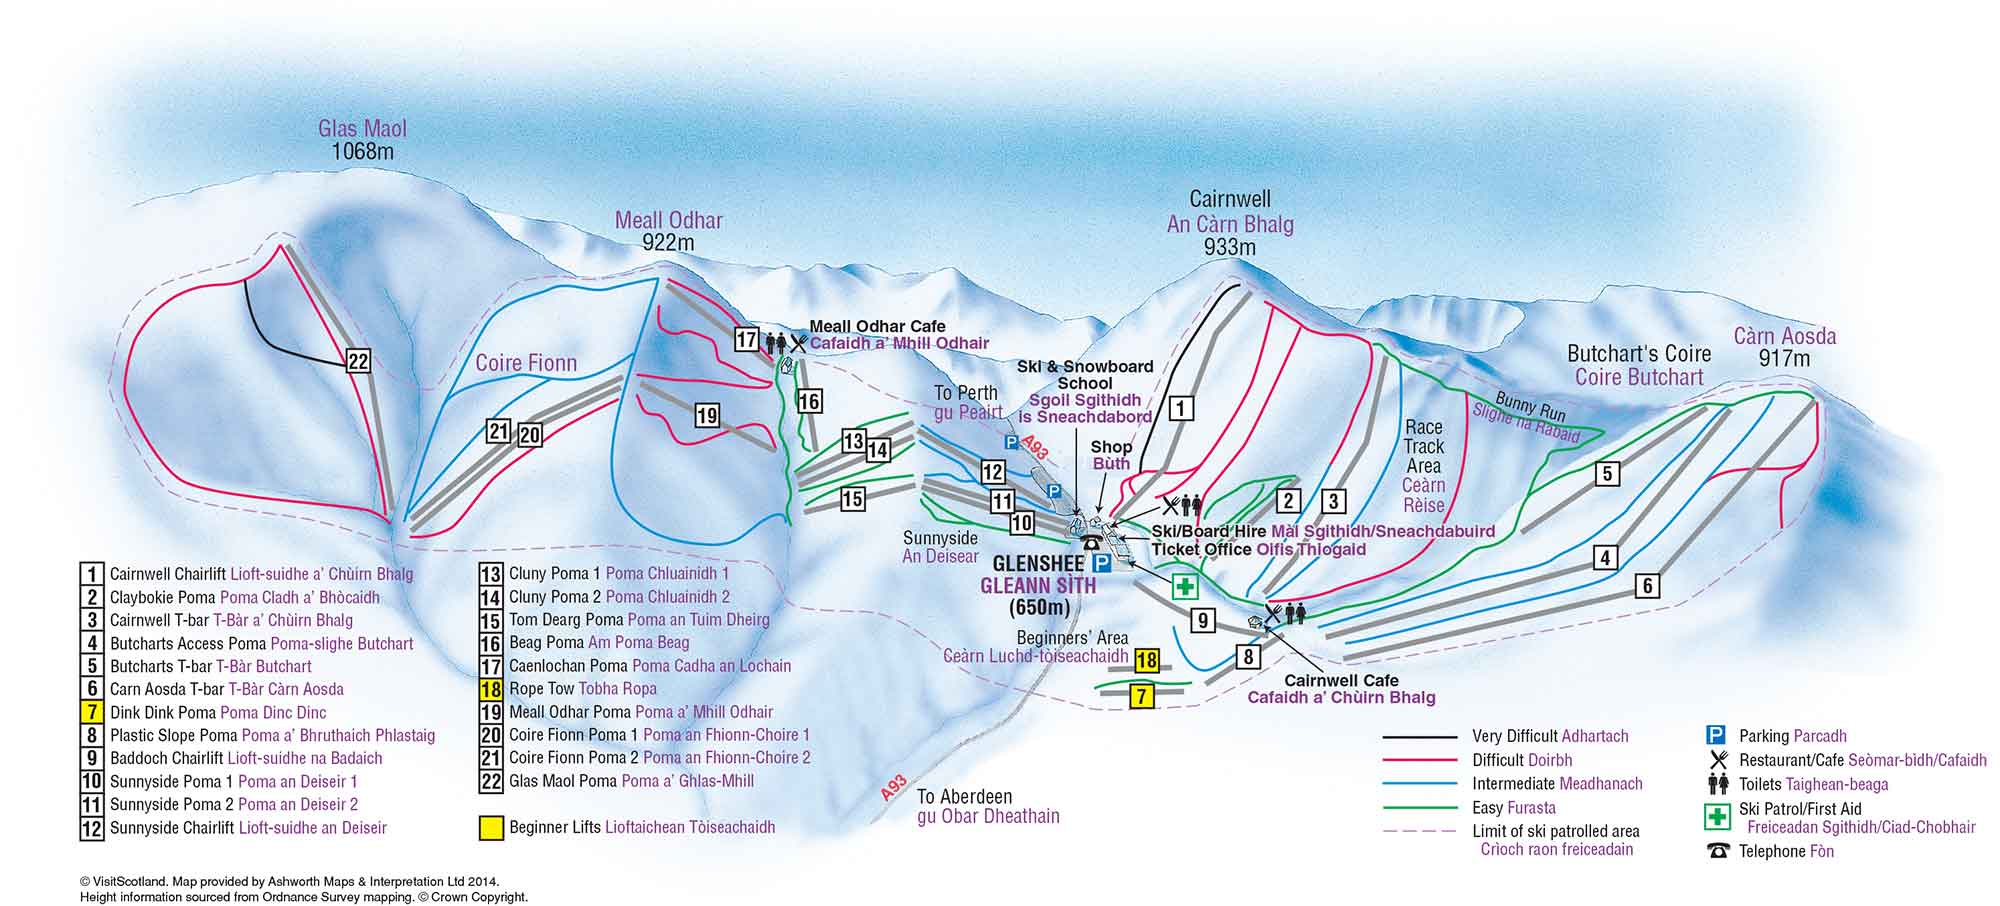 Glas Maol
1068m
Meall Odhar
922m
Cairnwell
An Càrn Bhalg
933m
Càrn Aosda
917m
Butchart's Coire
Coire Butchart
Coire Fionn
Meall Odhar Cafe
Cafaidh a' Mhill Odhair
Ski & Snowboard
School
Sgoil Sgithidh
is Sneachdabord
To Perth
gu Peairt
A93
Shop
Bùth
Bunny Run
Slighe na Rabaid
Race
Track
Area
Ceàrn
Rèise
22
21
20
19
17
16
13
14
15
12
11
10
1
2
3
5
4
6
9
8
18
7
P
P
P
Sunnyside
An Deisear
Ski/Board Hire Màl Sgithidh/Sneachdabuird
Ticket Office Oifis Thiogaid
GLENSHEE
GLEANN SÌTH
(650m)
Beginners' Area
Ceàrn Luchd-tòiseachaidh
Cairnwell Cafe
Cafaidh a' Chùirn Bhalg
A93
To Aberdeen
gu Obar Dheathain
1 Cairnwell Chairlift Lioft-suidhe a' Chùirn Bhalg
2 Claybokie Poma Poma Cladh a' Bhòcaidh
3 Cairnwell T-bar T-Bàr a' Chùirn Bhalg
4 Butcharts Access Poma Poma-slighe Butchart
5 Butcharts T-bar T-Bàr Butchart
6 Carn Aosda T-bar T-Bàr Càrn Aosda
7 Dink Dink Poma Poma Dinc Dinc
8 Plastic Slope Poma Poma a' Bhruthaich Phlastaig
9 Baddoch Chairlift Lioft-suidhe na Badaich
10 Sunnyside Poma 1 Poma an Deiseir 1
11 Sunnyside Poma 2 Poma an Deiseir 2
12 Sunnyside Chairlift Lioft-suidhe an Deiseir
13 Cluny Poma 1 Poma Chluainidh 1
14 Cluny Poma 2 Poma Chluainidh 2
15 Tom Dearg Poma Poma an Tuim Dheirg
16 Beag Poma Am Poma Beag
17 Caenlochan Poma Poma Cadha an Lochain
18 Rope Tow Tobha Ropa
19 Meall Odhar Poma Poma a' Mhill Odhair
20 Coire Fionn Poma 1 Poma an Fhionn-Choire 1
21 Coire Fionn Poma 2 Poma an Fhionn-Choire 2
22 Glas Maol Poma Poma a' Ghlas-Mhill
Beginner Lifts Lioftaichean Tòiseachaidh
Very Difficult Adhartach
Difficult Doirbh
Intermediate Meadhanach
Easy Furasta
Limit of ski patrolled area
Crìoch raon freiceadain
P Parking Parcadh
Restaurant/Cafe Seòmar-bidh/Cafaidh
Toilets Taighean-beaga
Ski Patrol/First Aid
Freiceadan Sgithidh/Ciad-Chobhair
Telephone Fòn
© VisitScotland. Map provided by Ashworth Maps & Interpretation Ltd 2014.
Height information sourced from Ordnance Survey mapping. © Crown Copyright.